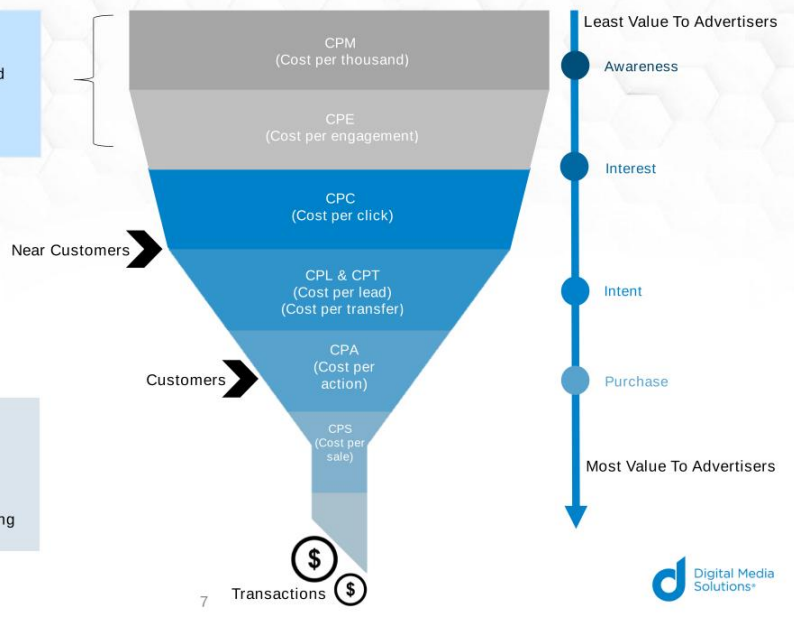 CPM
(Cost per thousand)
CPE
(Cost per engagement)
CPC
(Cost per click)
Near Customers
CPL & CPT
(Cost per lead)
(Cost per transfer)
CPA
(Cost per
action)
Customers
CPS
(Cost per
sale)
$
$
Transactions
7
Least Value To Advertisers
Awareness
Interest
Intent
Purchase
Most Value To Advertisers
Digital Media
Solutions